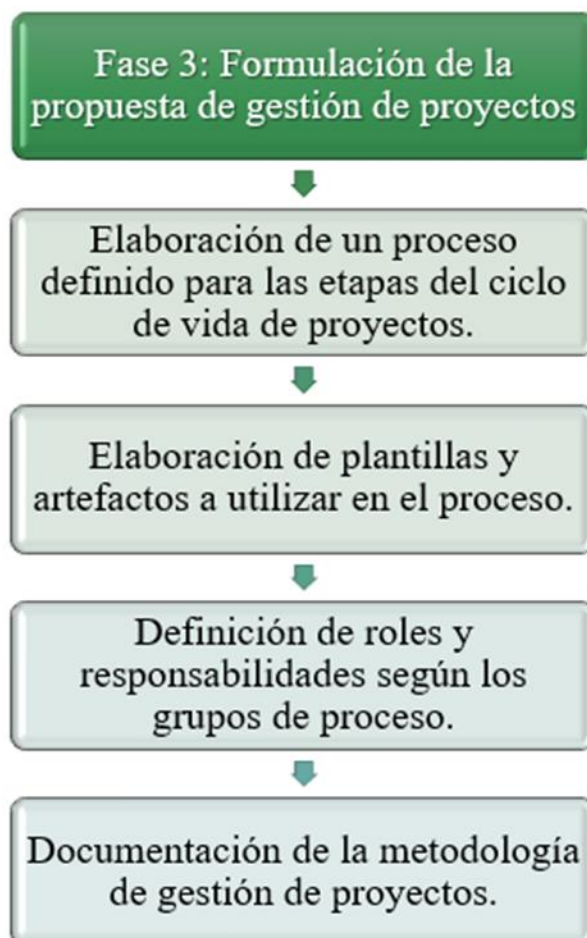 Fase 3: Formulación de la
propuesta de gestión de proyectos
Elaboración de un proceso
definido para las etapas del ciclo
de vida de proyectos.
Elaboración de plantillas y
artefactos a utilizar en el proceso.
Definición de roles y
responsabilidades según los
grupos de proceso.
Documentación de la metodología
de gestión de proyectos.